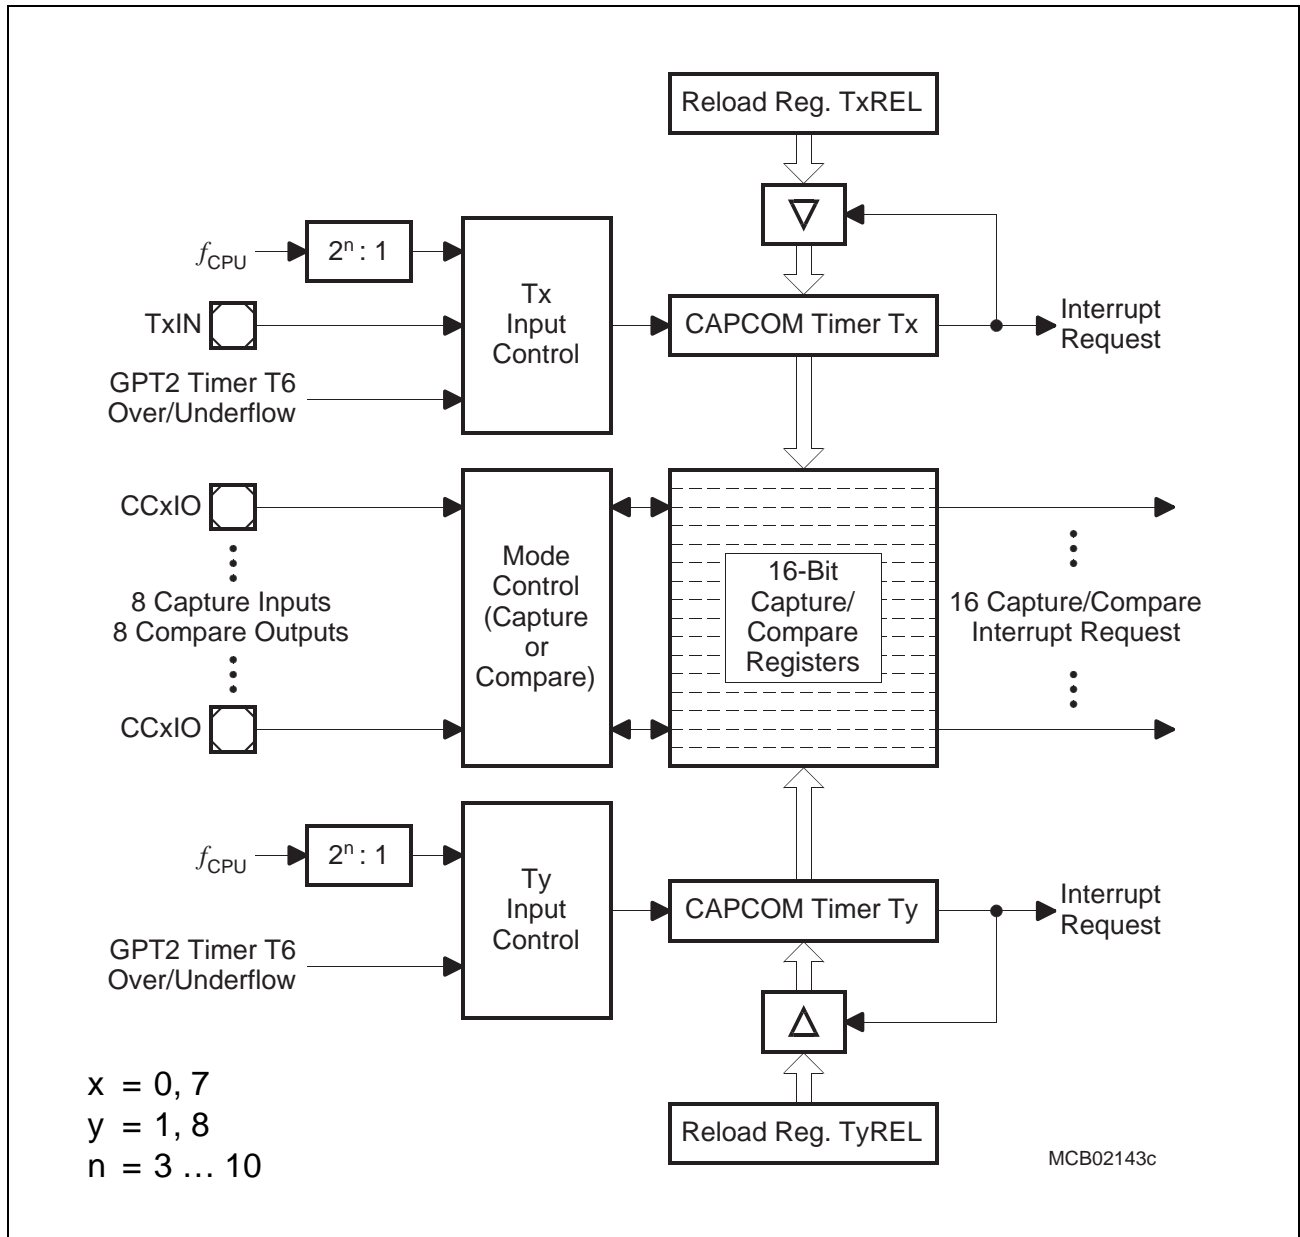 Reload Reg. TxREL
fCPU
2ⁿ : 1
Tx
Input
Control
TxIN
CAPCOM Timer Tx
Interrupt
Request
GPT2 Timer T6
Over/Underflow
CCxIO
8 Capture Inputs
8 Compare Outputs
CCxIO
Mode
Control
(Capture
or
Compare)
16-Bit
Capture/
Compare
Registers
16 Capture/Compare
Interrupt Request
fCPU
2ⁿ : 1
Ty
Input
Control
CAPCOM Timer Ty
Interrupt
Request
GPT2 Timer T6
Over/Underflow
Reload Reg. TyREL
x = 0, 7
y = 1, 8
n = 3 … 10
MCB02143c